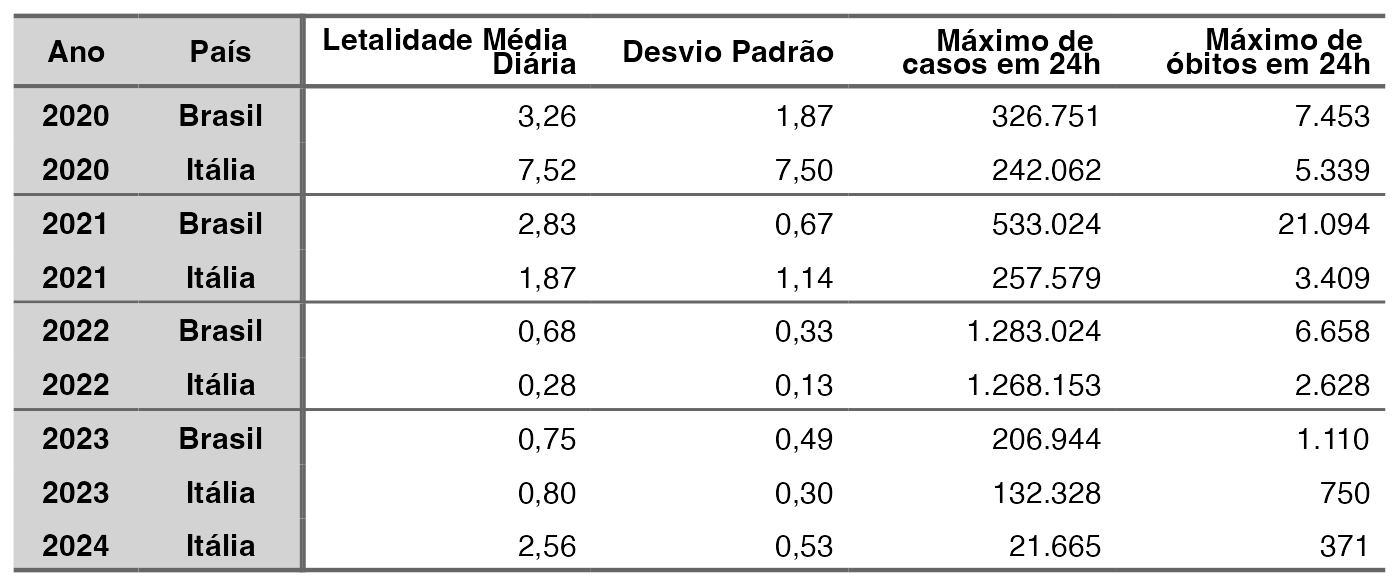 Ano País Letalidade Média Diária Desvio Padrão Máximo de casos em 24h Máximo de óbitos em 24h
2020 Brasil 3,26 1,87 326.751 7.453
2020 Itália 7,52 7,50 242.062 5.339
2021 Brasil 2,83 0,67 533.024 21.094
2021 Itália 1,87 1,14 257.579 3.409
2022 Brasil 0,68 0,33 1.283.024 6.658
2022 Itália 0,28 0,13 1.268.153 2.628
2023 Brasil 0,75 0,49 206.944 1.110
2023 Itália 0,80 0,30 132.328 750
2024 Itália 2,56 0,53 21.665 371